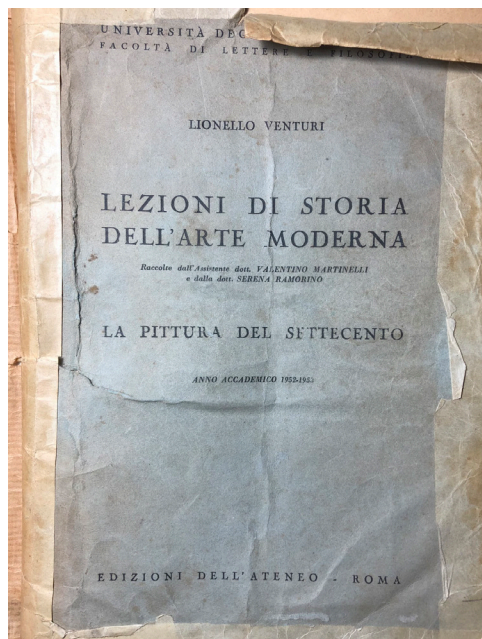 UNIVERSITÀ
FACOLTÀ DI LETTERE E FILOSOFIA
LIONELLO VENTURI
LEZIONI DI STORIA
DELL'ARTE MODERNA
Raccolte dall'Assistente dott. VALENTINO MARTINELLI
e dalla dott. SERENA RAMORINO
LA PITTURA DEL SETTECENTO
ANNO ACCADEMICO 1952-1953
EDIZIONI DELL'ATENEO - ROMA